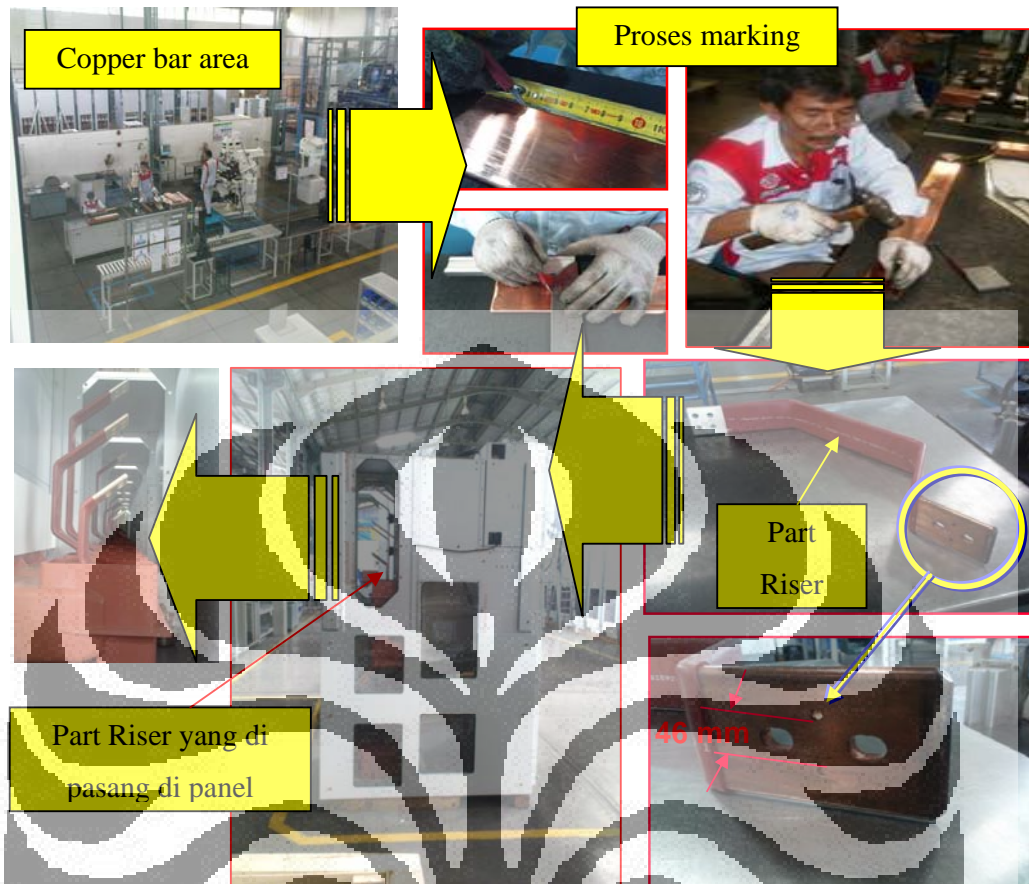 Copper bar area
Proses marking
Part
Riser
46 mm
Part Riser yang di
pasang di panel